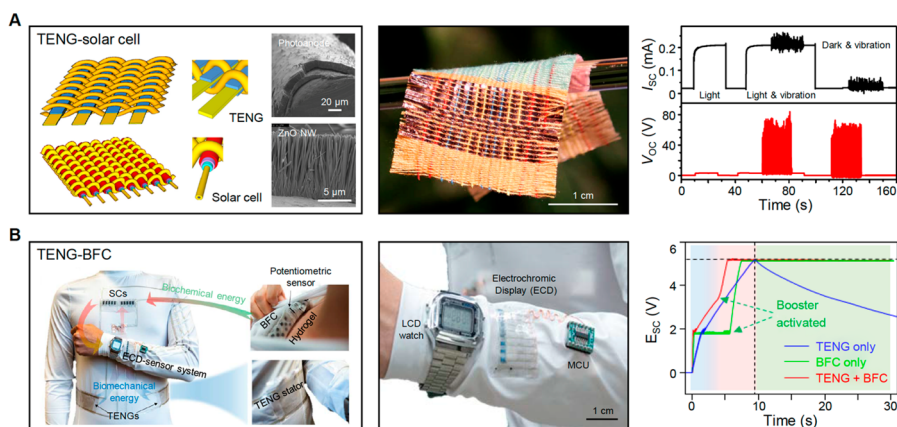 A
TENG-solar cell
TENG
Solar cell
Photoanode
20 µm
ZnO NW
5 µm
1 cm
I_SC (mA)
0.2
0.1
0.0
Dark & vibration
Light
Light & vibration
V_OC (V)
80
40
0
0 40 80 120 160
Time (s)
B
TENG-BFC
SCs
Biochemical energy
ECD-sensor system
Biomechanical
energy
TENGs
Potentiometric
sensor
BFC
Hydrogel
TENG stator
Electrochromic
Display (ECD)
LCD
watch
MCU
1 cm
E_SC (V)
6
4
2
0
Booster
activated
TENG only
BFC only
TENG + BFC
0 5 10 15 20 25 30
Time (s)